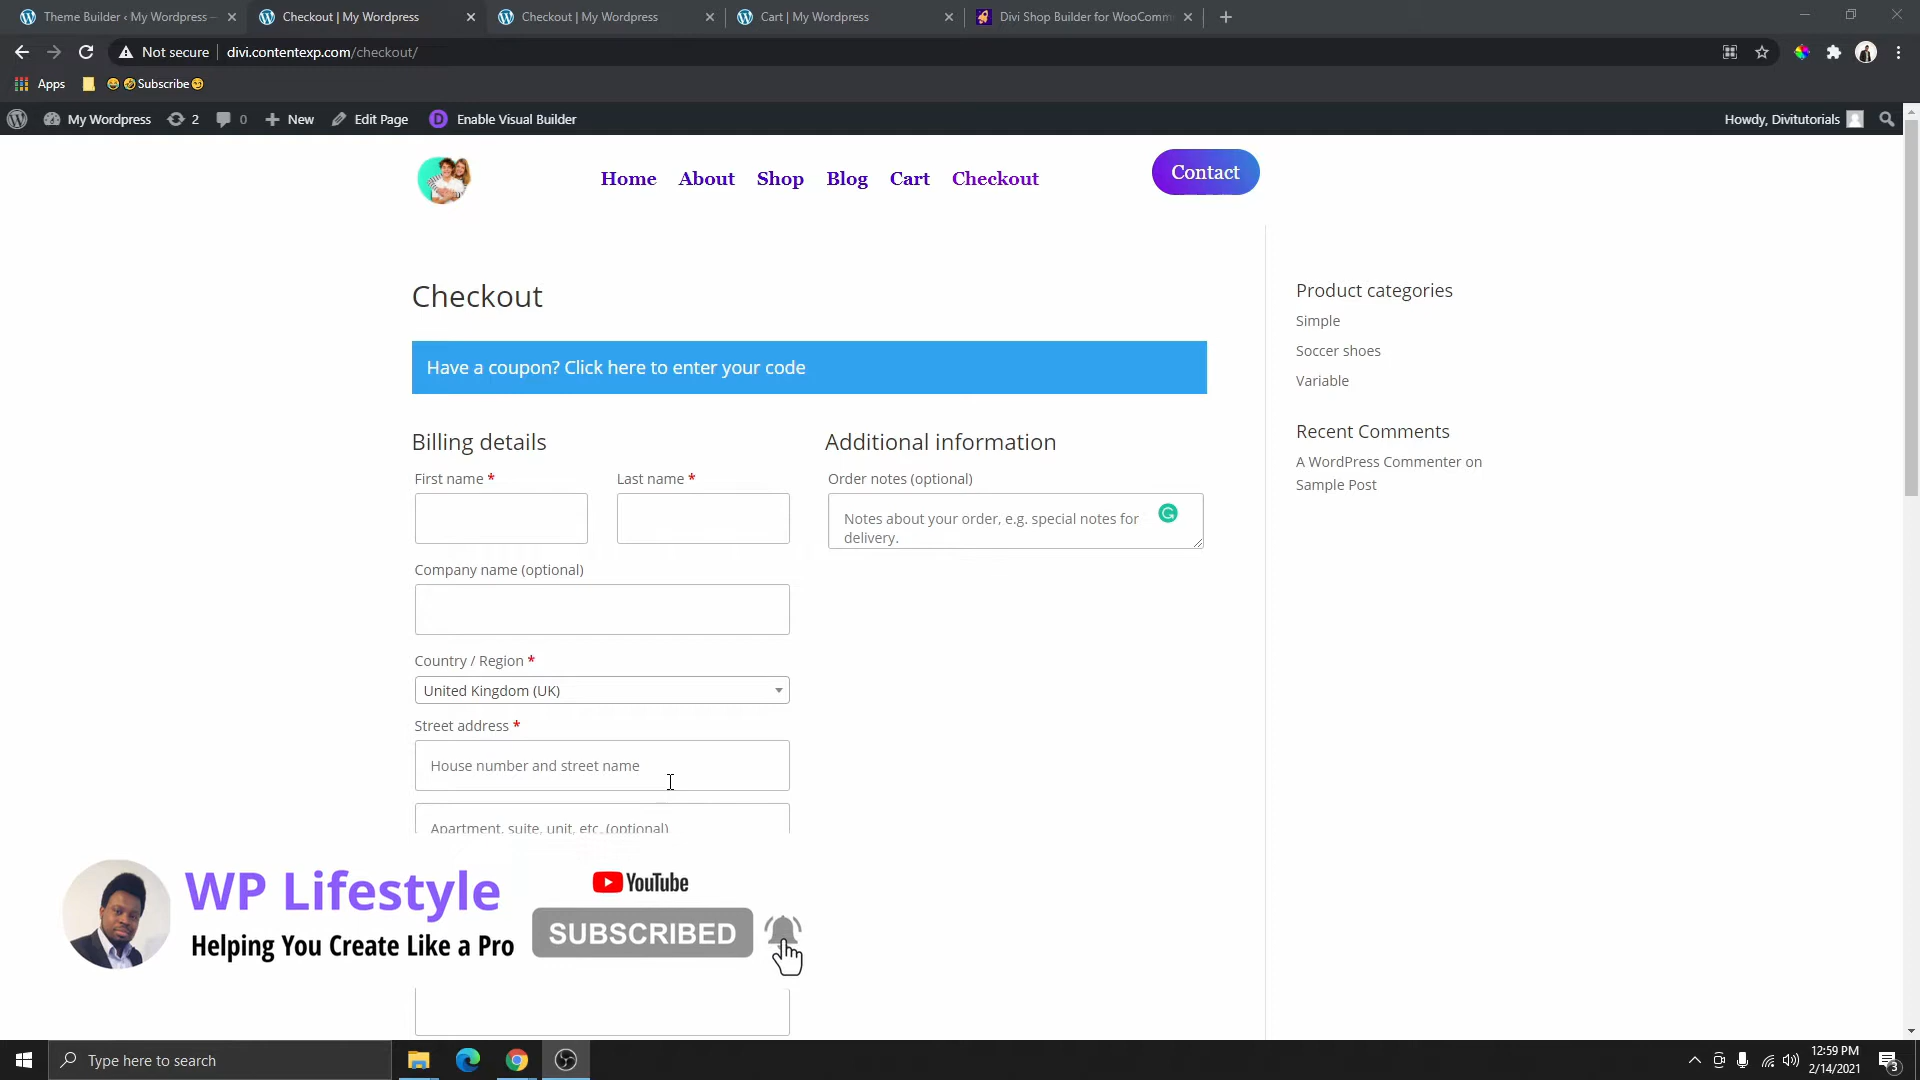 Theme Builder ‹ My Wordpress —
Checkout | My Wordpress
Checkout | My Wordpress
Cart | My Wordpress
Divi Shop Builder for WooComm
Not secure
divi.contentexp.com/checkout/
Apps
Subscribe
My Wordpress
2
0
New
Edit Page
D
Enable Visual Builder
Howdy, Divitutorials
Home
About
Shop
Blog
Cart
Checkout
Contact
Checkout
Have a coupon? Click here to enter your code
Billing details
First name *
Last name *
Company name (optional)
Country / Region *
United Kingdom (UK)
Street address *
House number and street name
Apartment, suite, unit, etc. (optional)
Additional information
Order notes (optional)
Notes about your order, e.g. special notes for
delivery.
Product categories
Simple
Soccer shoes
Variable
Recent Comments
A WordPress Commenter on
Sample Post
WP Lifestyle
Helping You Create Like a Pro
YouTube
SUBSCRIBED
Type here to search
12:59 PM
2/14/2021
3